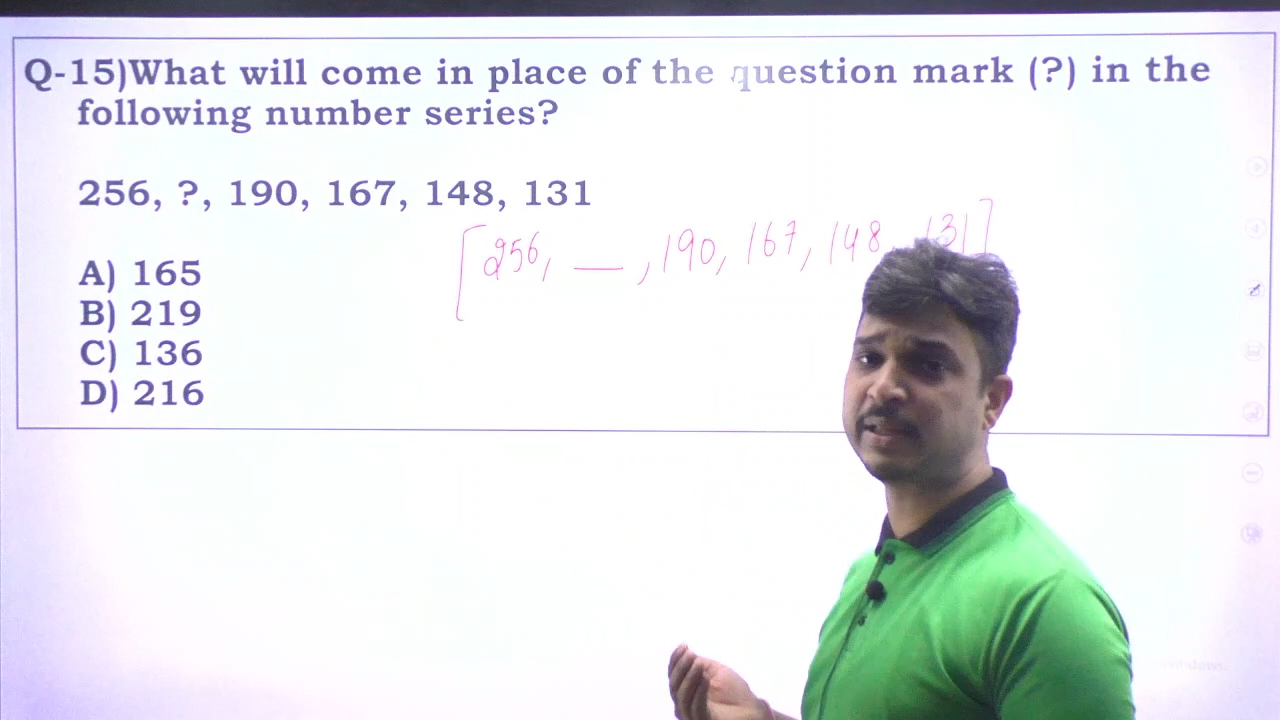 Q-15)What will come in place of the question mark (?) in the
following number series?
256, ?, 190, 167, 148, 131
[256, __, 190, 167, 148, 131]
A) 165
B) 219
C) 136
D) 216